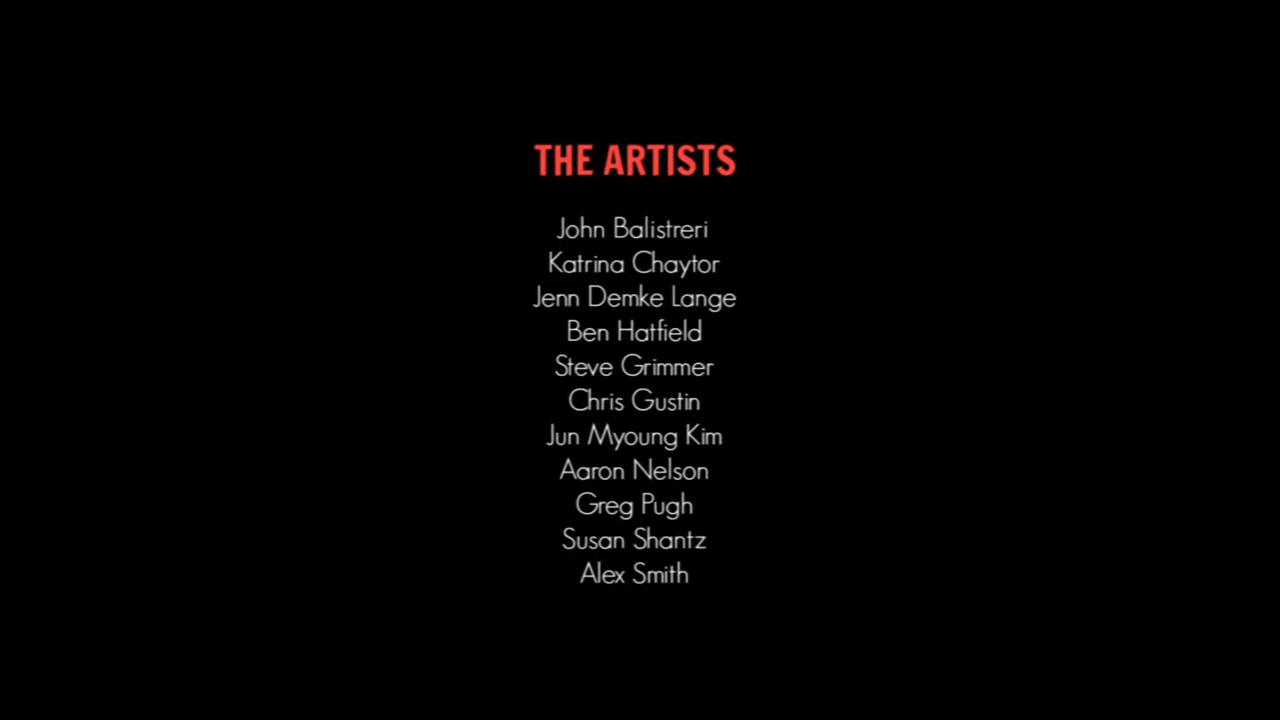 THE ARTISTS
John Balistreri
Katrina Chaytor
Jenn Demke Lange
Ben Hatfield
Steve Grimmer
Chris Gustin
Jun Myoung Kim
Aaron Nelson
Greg Pugh
Susan Shantz
Alex Smith